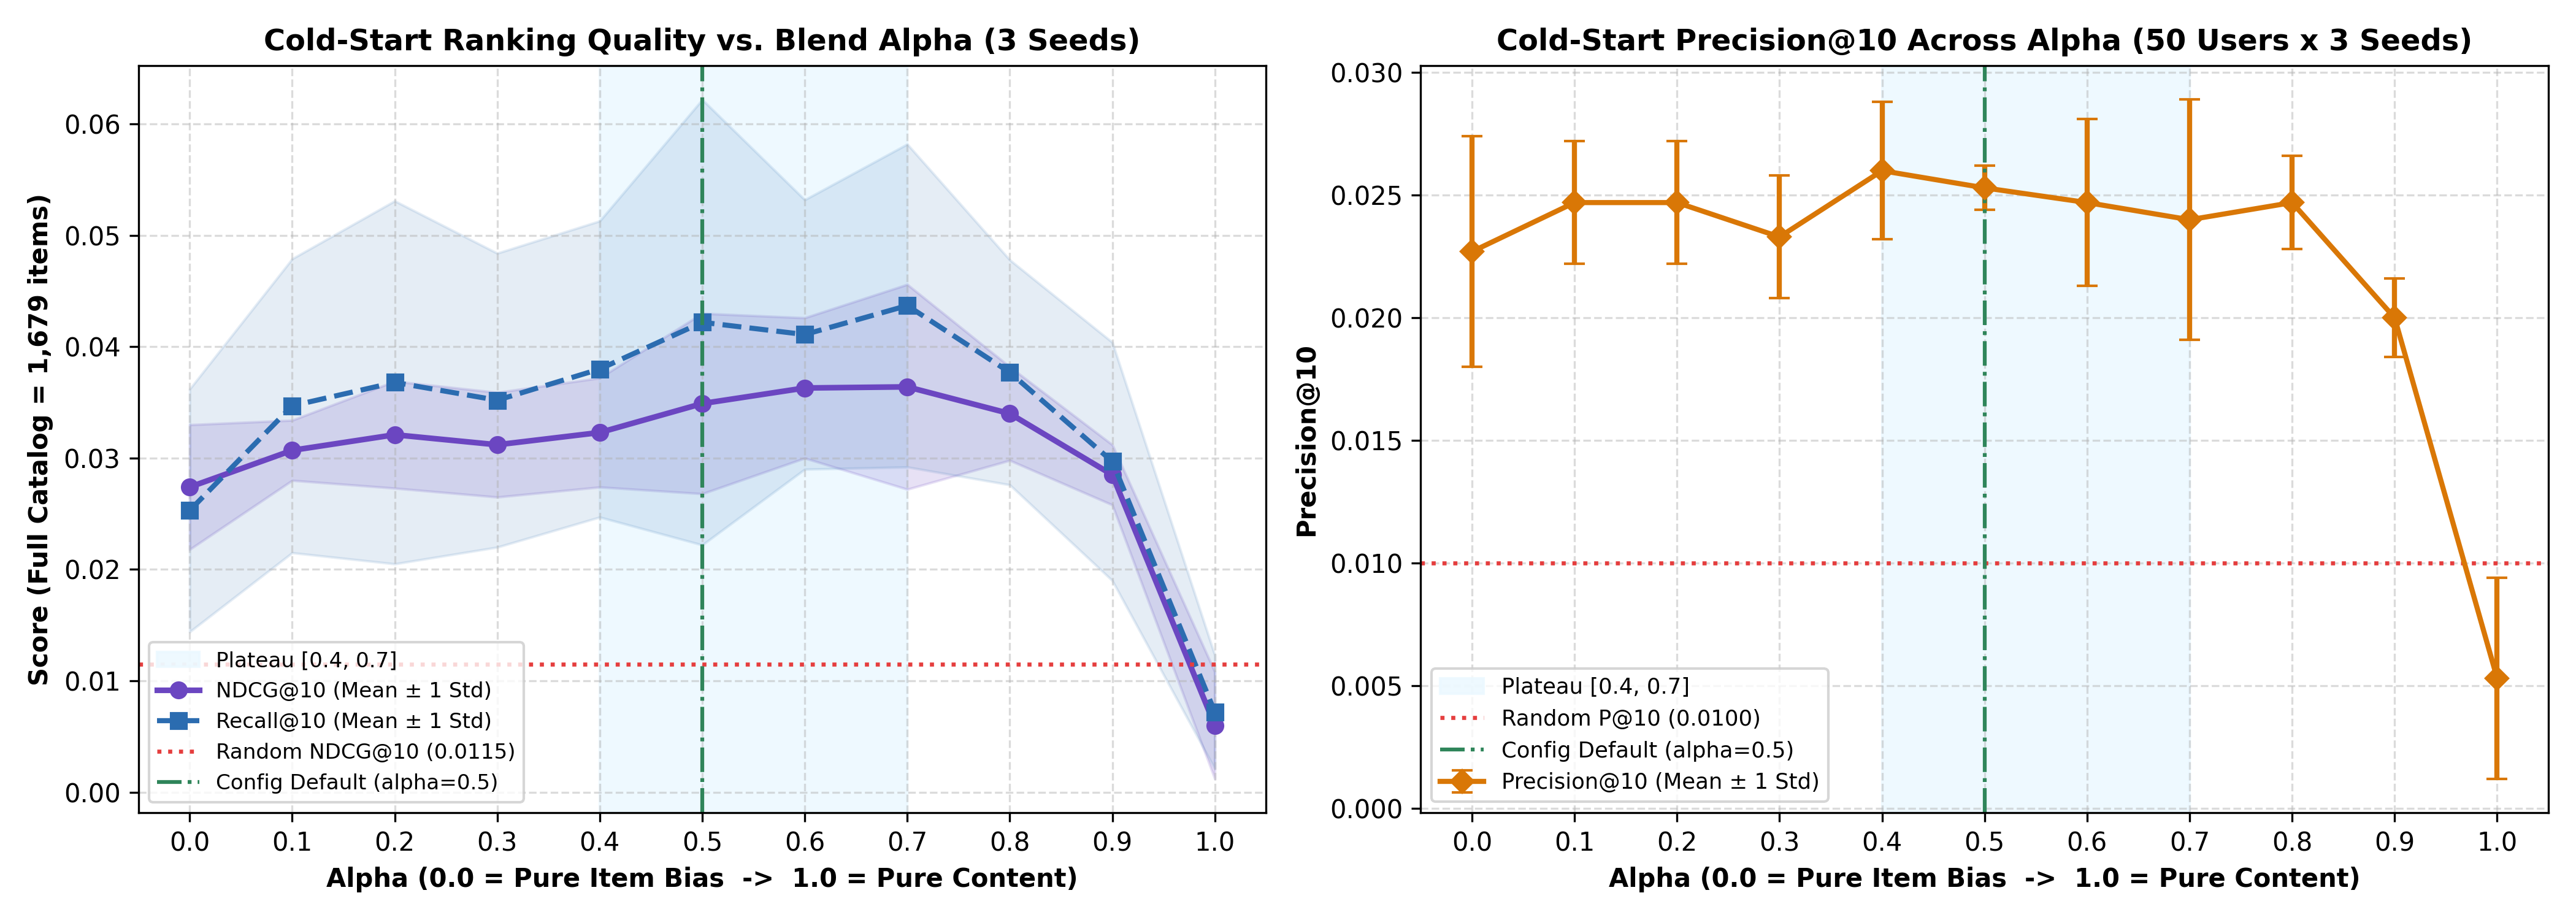 Cold-Start Ranking Quality vs. Blend Alpha (3 Seeds)
Score (Full Catalog = 1,679 items)
0.06
0.05
0.04
0.03
0.02
0.01
0.00
Plateau [0.4, 0.7]
NDCG@10 (Mean ± 1 Std)
Recall@10 (Mean ± 1 Std)
Random NDCG@10 (0.0115)
Config Default (alpha=0.5)
0.0 0.1 0.2 0.3 0.4 0.5 0.6 0.7 0.8 0.9 1.0
Alpha (0.0 = Pure Item Bias -> 1.0 = Pure Content)
Cold-Start Precision@10 Across Alpha (50 Users x 3 Seeds)
Precision@10
0.030
0.025
0.020
0.015
0.010
0.005
0.000
Plateau [0.4, 0.7]
Random P@10 (0.0100)
Config Default (alpha=0.5)
Precision@10 (Mean ± 1 Std)
0.0 0.1 0.2 0.3 0.4 0.5 0.6 0.7 0.8 0.9 1.0
Alpha (0.0 = Pure Item Bias -> 1.0 = Pure Content)